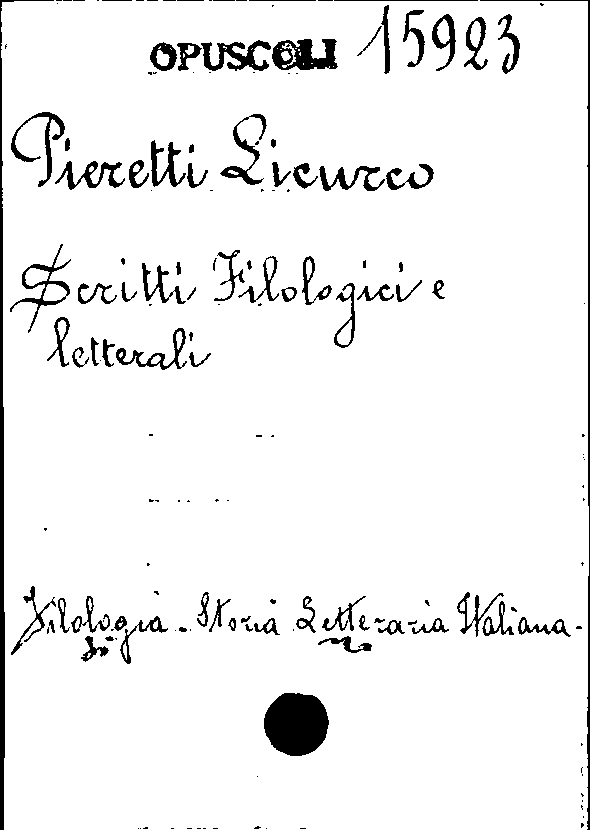 OPUSCOLI 15923
Pieretti Licurco
Scritti Filologici e
letterali
Filologia. Storia Letteraria Italiana.